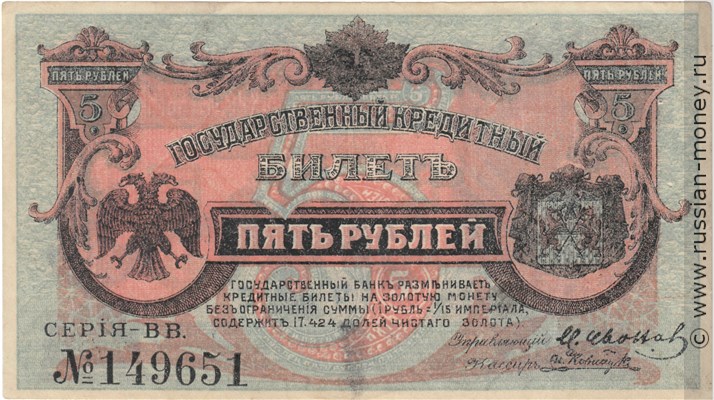 ПЯТЬ РУБЛЕЙ
5
ПЯТЬ РУБЛЕЙ
5
ГОСУДАРСТВЕННЫЙ КРЕДИТНЫЙ
БИЛЕТЪ
ПЯТЬ РУБЛЕЙ
ГОСУДАРСТВЕННЫЙ БАНКЪ РАЗМѢНИВАЕТЪ
КРЕДИТНЫЕ БИЛЕТЫ НА ЗОЛОТУЮ МОНЕТУ
БЕЗЪ ОГРАНИЧЕНІЯ СУММЫ (1 РУБЛЬ = 1/15 ИМПЕРІАЛА,
СОДЕРЖИТЪ 17.424 ДОЛЕЙ ЧИСТАГО ЗОЛОТА).
СЕРІЯ-ВВ.
№ 149651
Управляющій
Кассиръ
© www.russian-money.ru